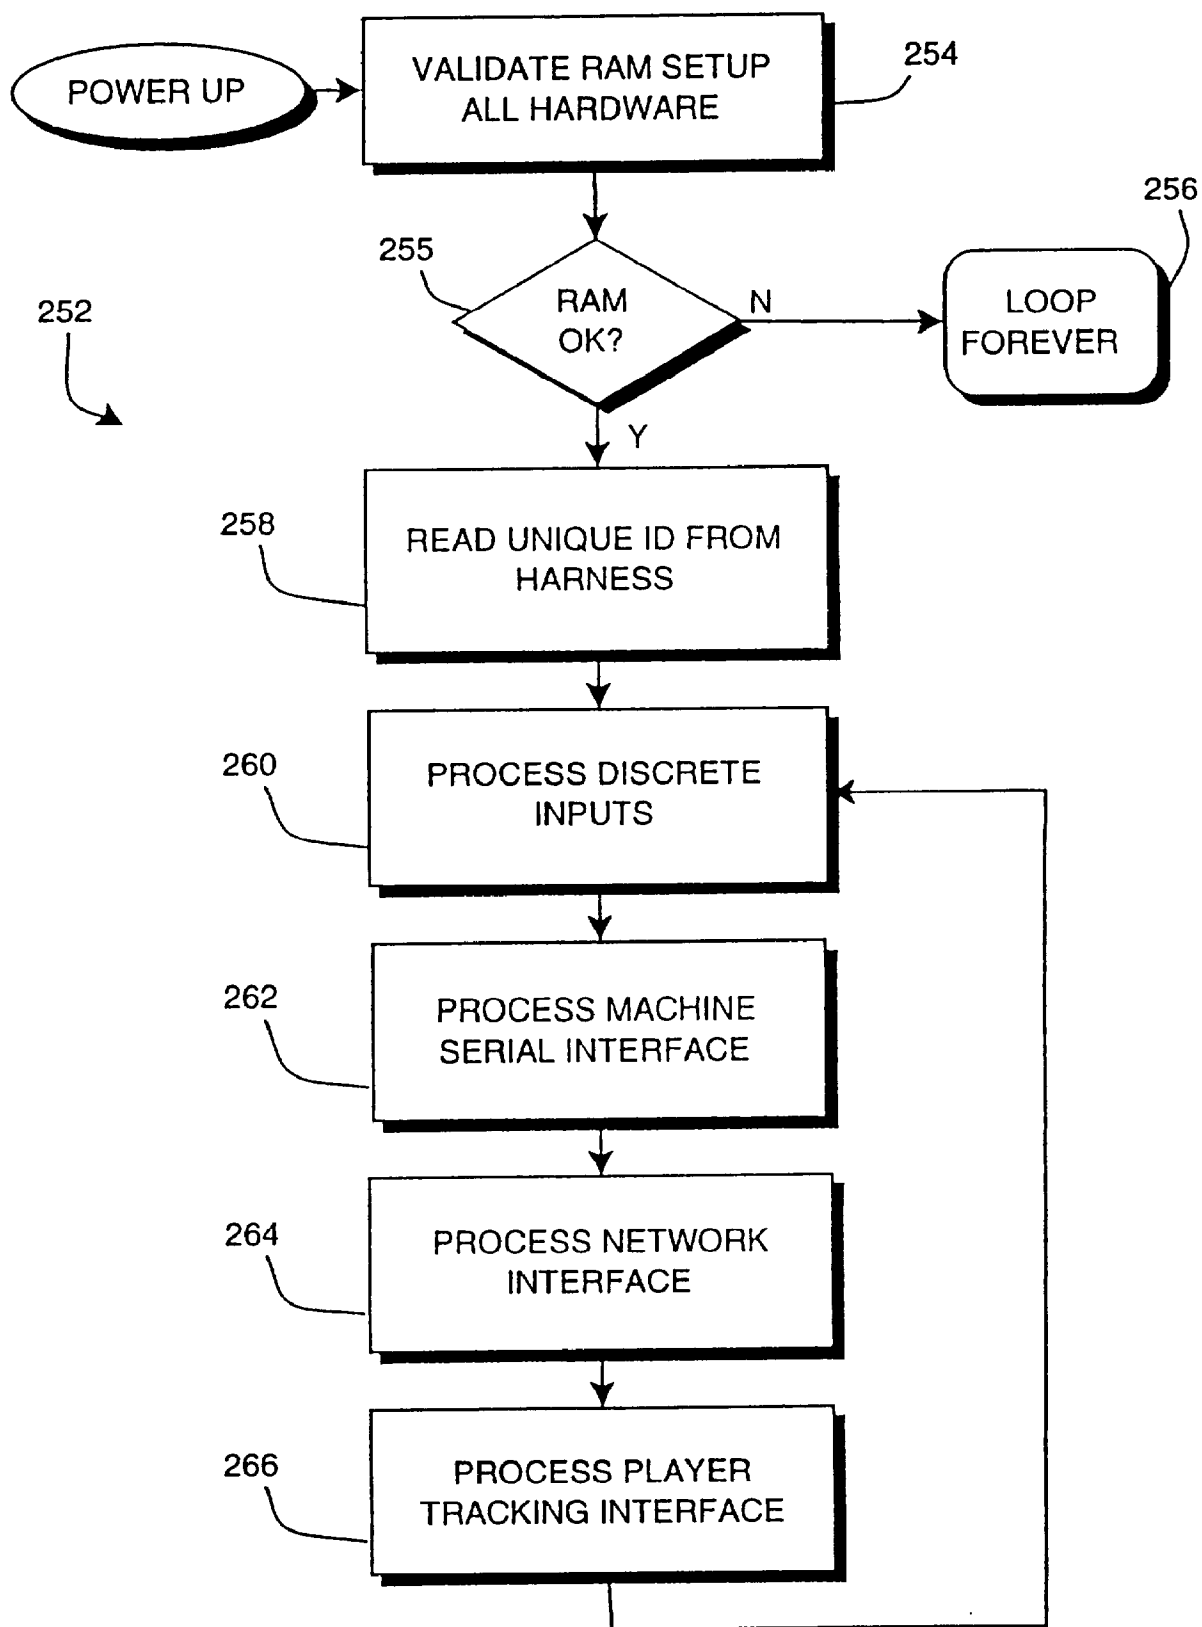 POWER UP
VALIDATE RAM SETUP
ALL HARDWARE
254
256
255
RAM
OK?
N
LOOP
FOREVER
252
Y
258
READ UNIQUE ID FROM
HARNESS
260
PROCESS DISCRETE
INPUTS
262
PROCESS MACHINE
SERIAL INTERFACE
264
PROCESS NETWORK
INTERFACE
266
PROCESS PLAYER
TRACKING INTERFACE